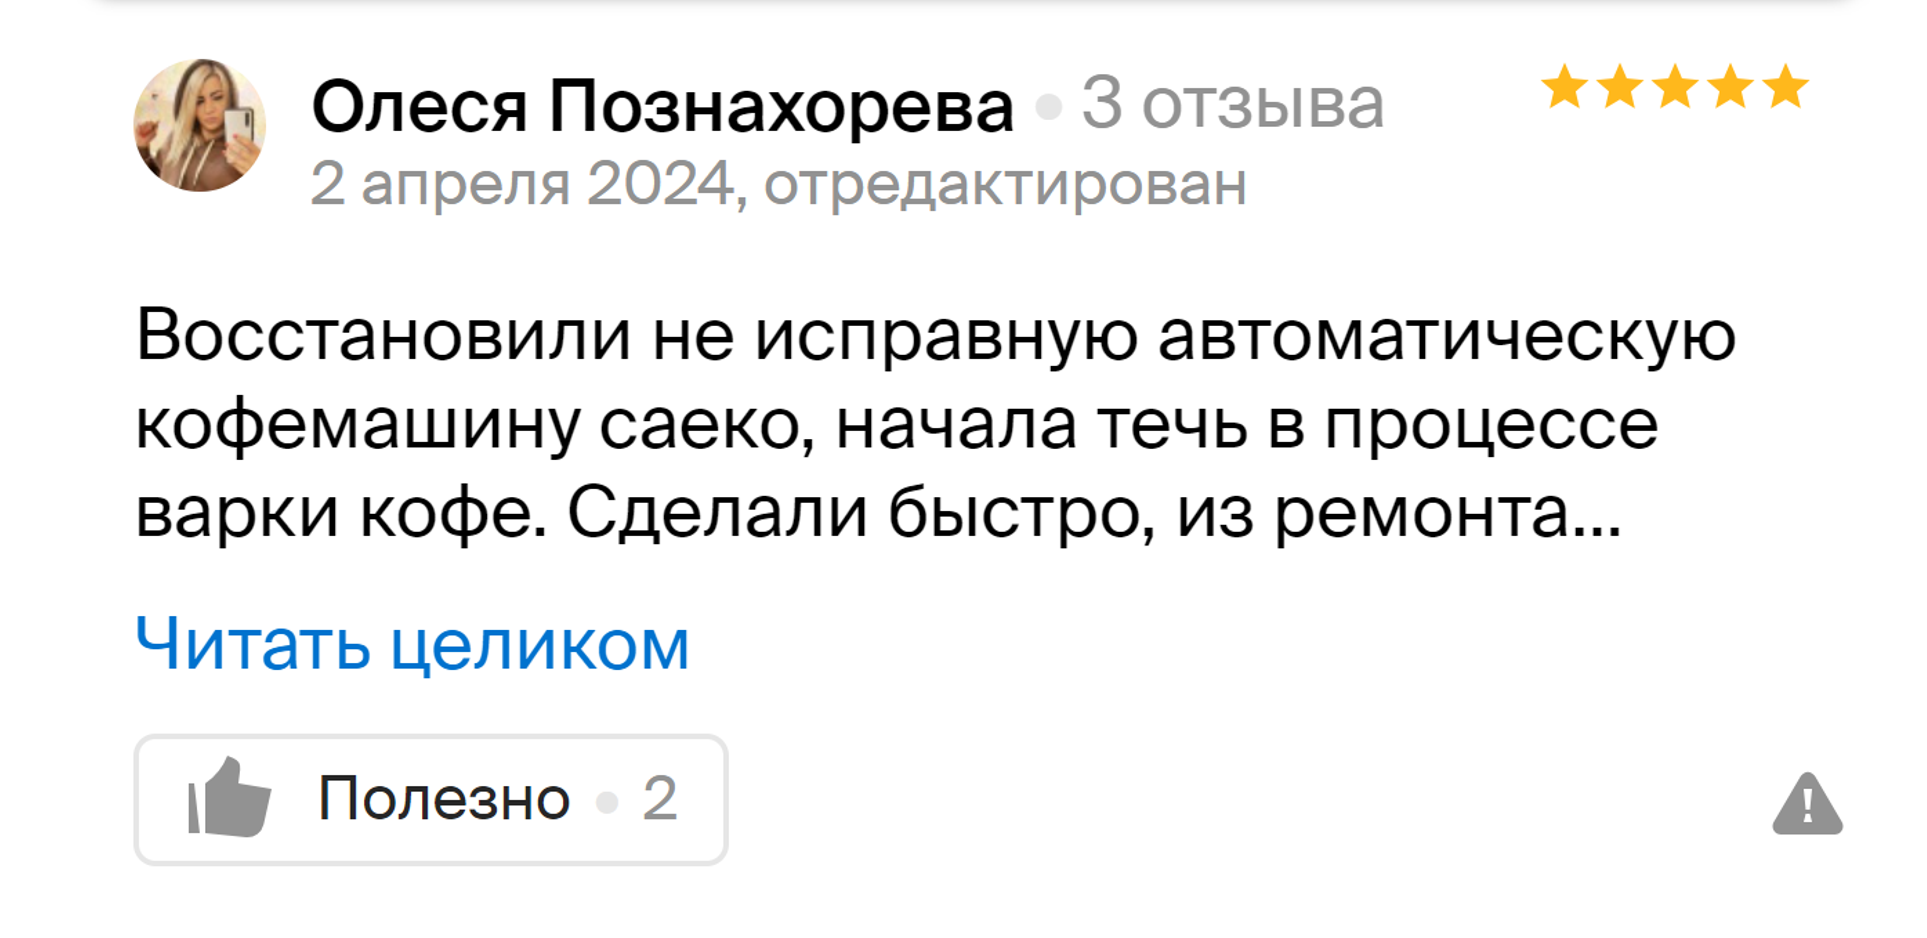 Олеся Познахорева • 3 отзыва
2 апреля 2024, отредактирован
Восстановили не исправную автоматическую
кофемашину саеко, начала течь в процессе
варки кофе. Сделали быстро, из ремонта...
Читать целиком
Полезно • 2